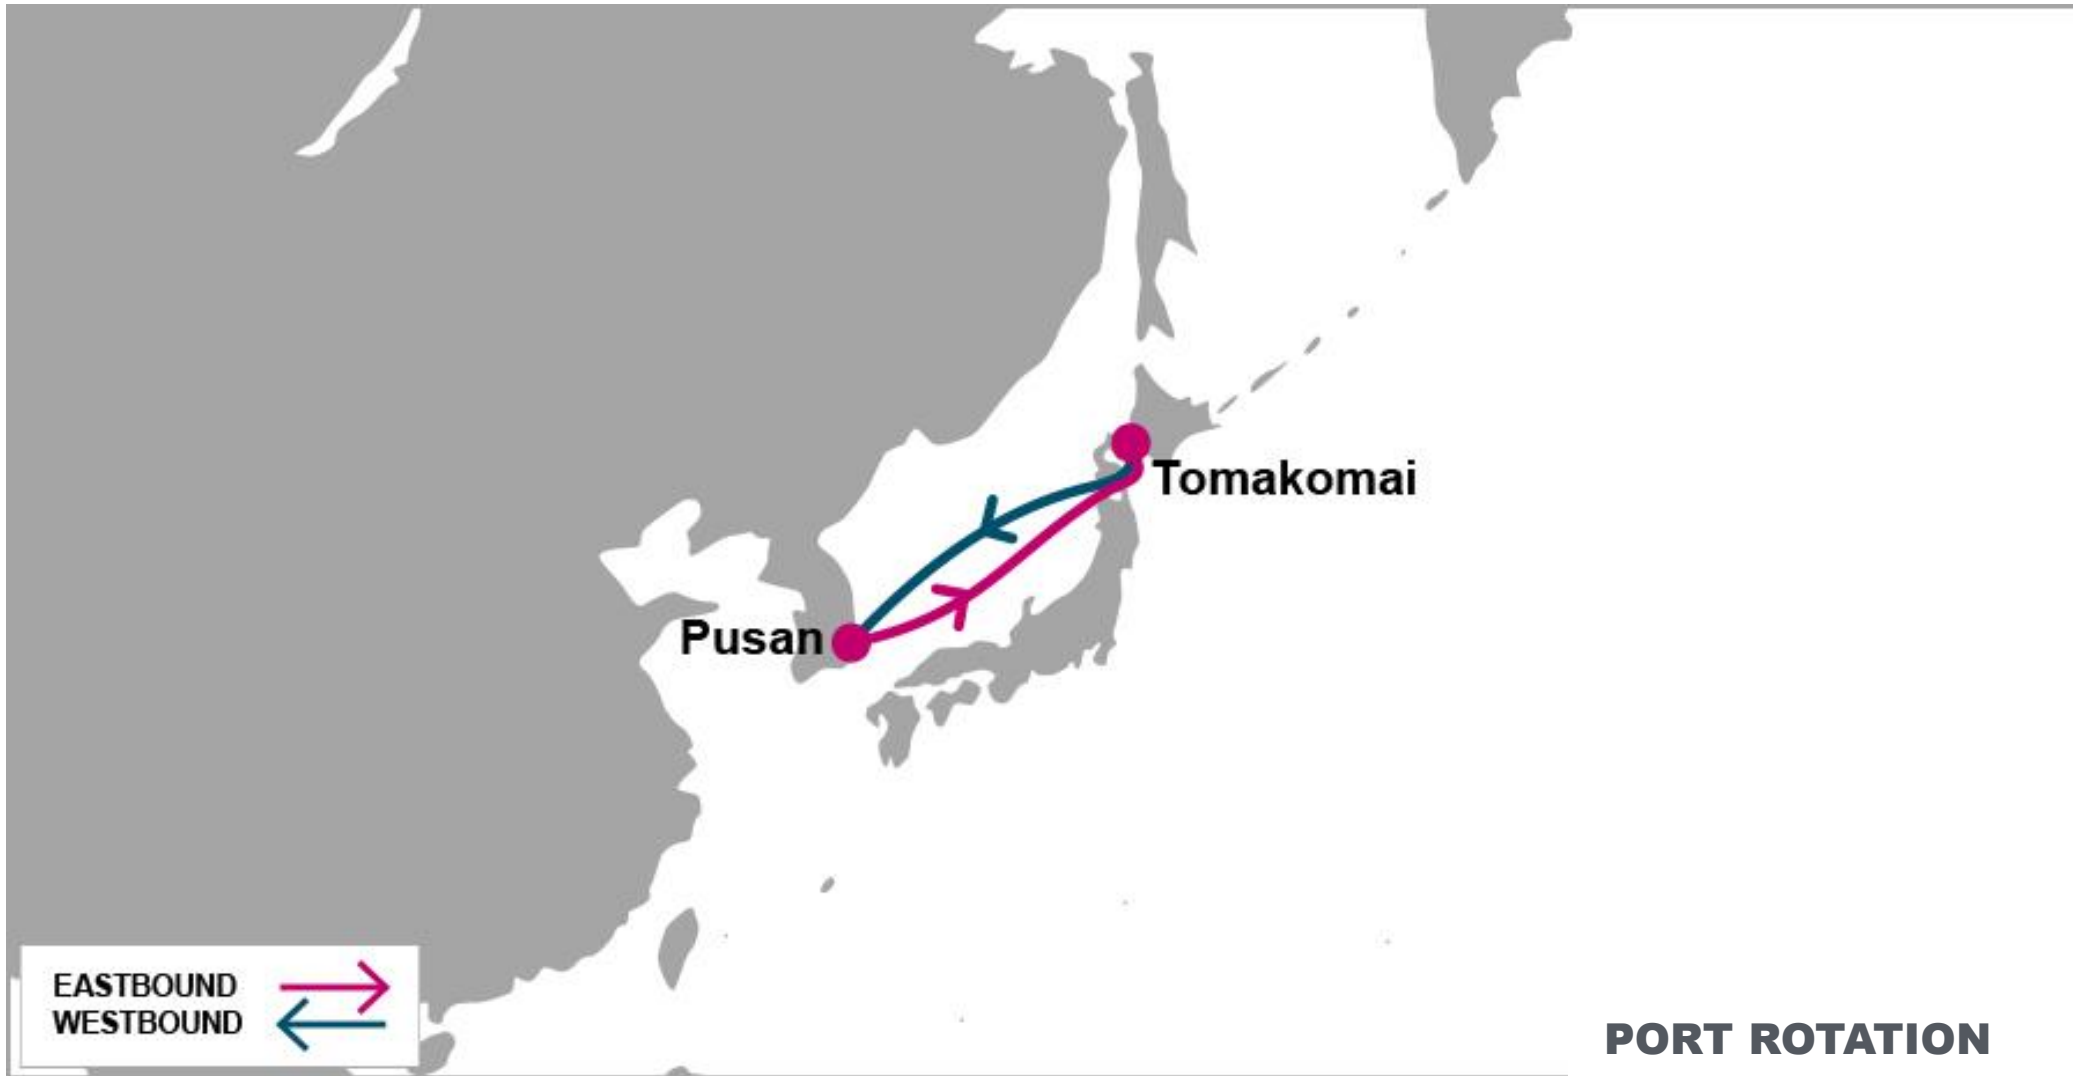 Tomakomai
Pusan
EASTBOUND
WESTBOUND
PORT ROTATION